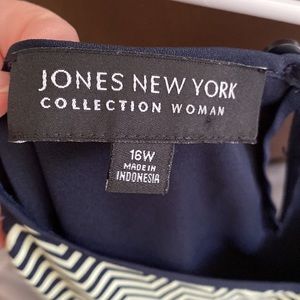 JONES NEW YORK
COLLECTION WOMAN
16W
MADE IN
INDONESIA